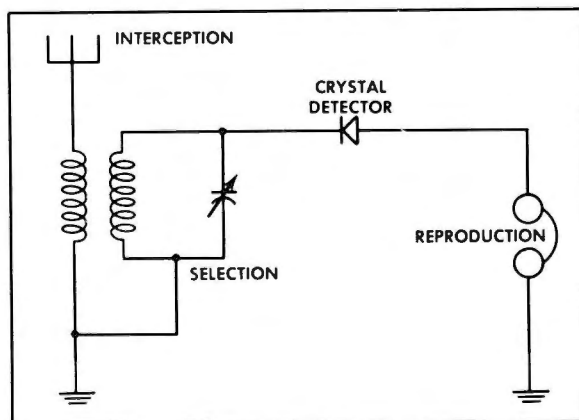 INTERCEPTION
CRYSTAL
DETECTOR
REPRODUCTION
SELECTION